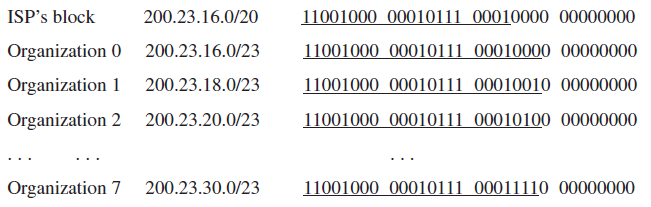 ISP's block 200.23.16.0/20 11001000 00010111 00010000 00000000
Organization 0 200.23.16.0/23 11001000 00010111 00010000 00000000
Organization 1 200.23.18.0/23 11001000 00010111 00010010 00000000
Organization 2 200.23.20.0/23 11001000 00010111 00010100 00000000
... ... ...
Organization 7 200.23.30.0/23 11001000 00010111 00011110 00000000